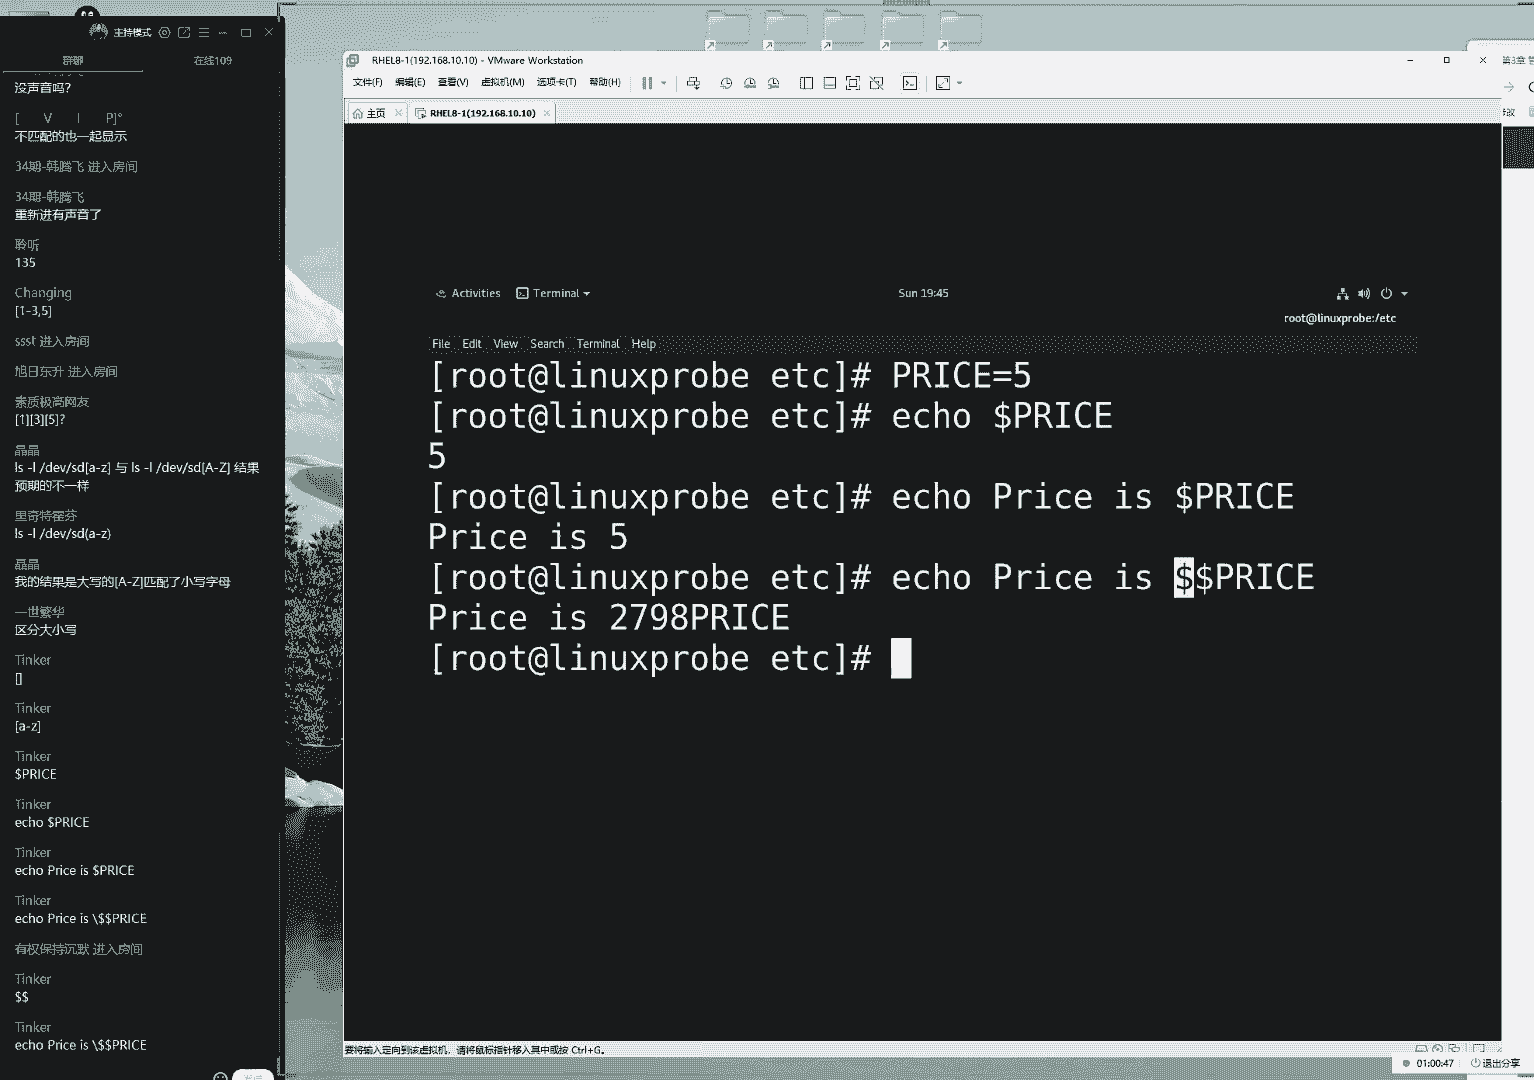 主持模式
群聊
在线109
没声音吗?
[ V I P]°
不匹配的也一起显示
34期-韩腾飞 进入房间
34期-韩腾飞
重新进有声音了
聆听
135
Changing
[1-3,5]
ssst 进入房间
旭日东升 进入房间
素质极高网友
[1][3][5]?
晶晶
ls -l /dev/sd[a-z] 与 ls -l /dev/sd[A-Z] 结果
预期的不一样
里奇特霍芬
ls -l /dev/sd(a-z)
晶晶
我的结果是大写的[A-Z]匹配了小写字母
一世繁华
区分大小写
Tinker
[]
Tinker
[a-z]
Tinker
$PRICE
Tinker
echo $PRICE
Tinker
echo Price is $PRICE
Tinker
echo Price is \$$PRICE
有权保持沉默 进入房间
Tinker
$$
Tinker
echo Price is \$$PRICE
RHEL8-1(192.168.10.10) - VMware Workstation
文件(F) 编辑(E) 查看(V) 虚拟机(M) 选项卡(T) 帮助(H)
主页
RHEL8-1(192.168.10.10)
Activities
Terminal
Sun 19:45
root@linuxprobe:/etc
File Edit View Search Terminal Help
[root@linuxprobe etc]# PRICE=5
[root@linuxprobe etc]# echo $PRICE
5
[root@linuxprobe etc]# echo Price is $PRICE
Price is 5
[root@linuxprobe etc]# echo Price is $$PRICE
Price is 2798PRICE
[root@linuxprobe etc]#
要将输入定向到该虚拟机，请将鼠标指针移入其中或按 Ctrl+G。
第3章
01:00:47
退出分享